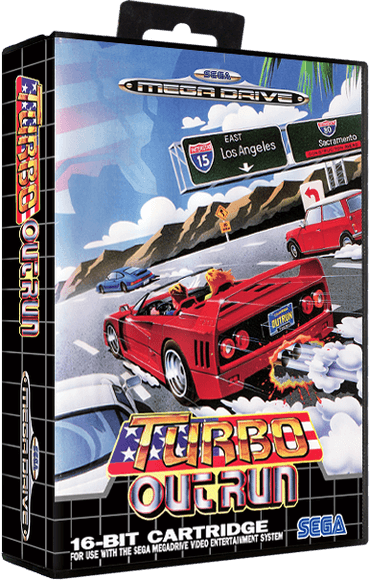 SEGA
MEGA DRIVE
INTERSTATE
15
EAST
Los Angeles
80
Sacramento
OUTRUN
TURBO
OUTRUN
16-BIT CARTRIDGE
FOR USE WITH THE SEGA MEGADRIVE VIDEO ENTERTAINMENT SYSTEM
SEGA
TURBO OUTRUN
SEGA
MEGA DRIVE